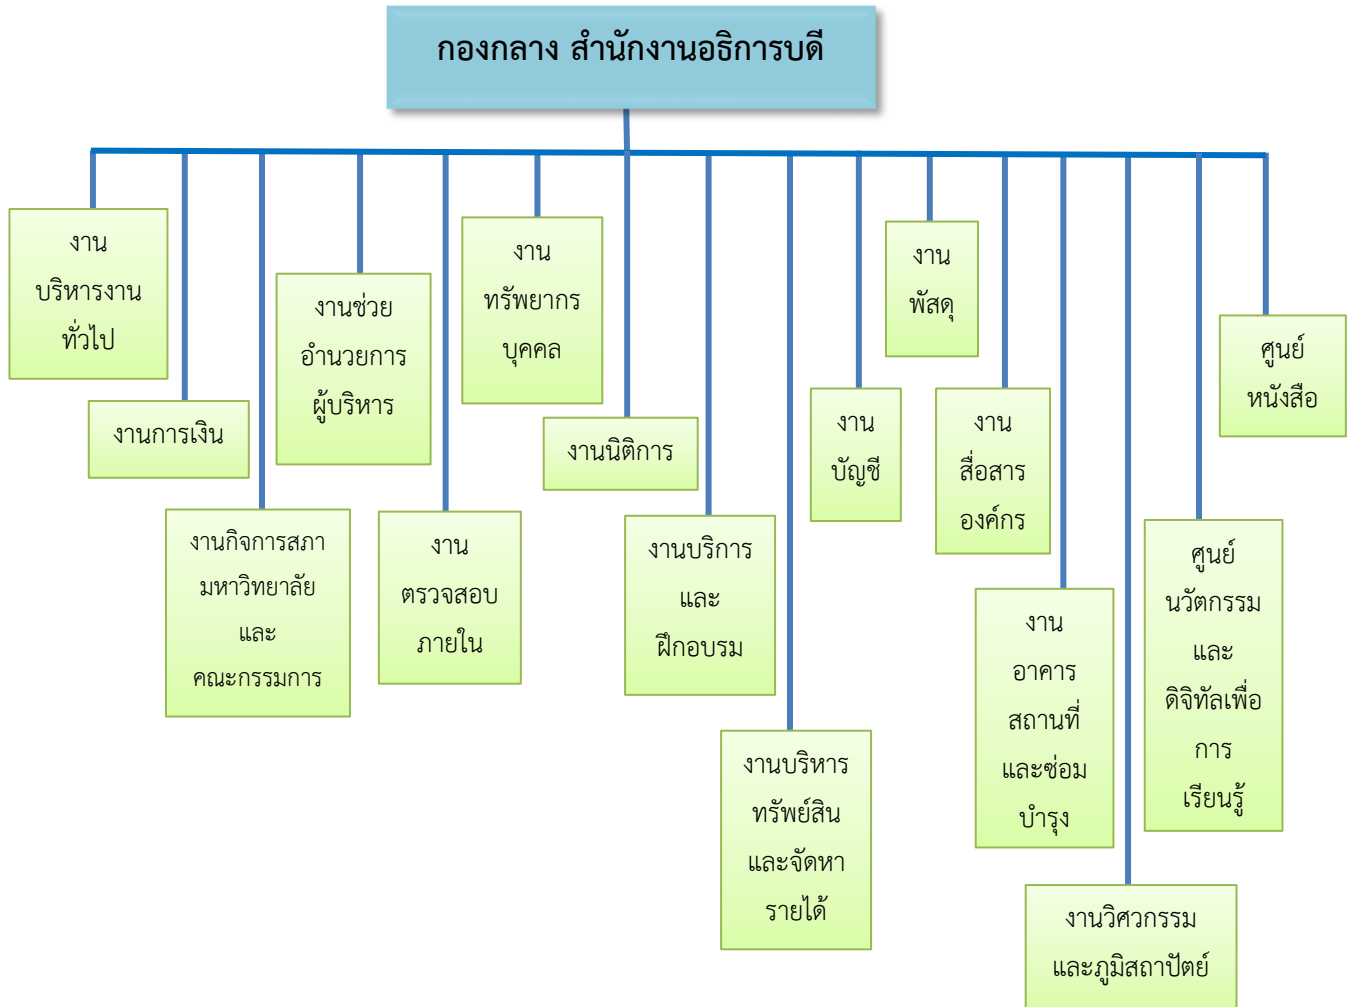 กองกลาง สำนักงานอธิการบดี
งาน
บริหารงาน
ทั่วไป
งานการเงิน
งานกิจการสภา
มหาวิทยาลัย
และ
คณะกรรมการ
งานช่วย
อำนวยการ
ผู้บริหาร
งาน
ตรวจสอบ
ภายใน
งาน
ทรัพยากร
บุคคล
งานนิติการ
งานบริการ
และ
ฝึกอบรม
งานบริหาร
ทรัพย์สิน
และจัดหา
รายได้
งาน
บัญชี
งาน
พัสดุ
งาน
สื่อสาร
องค์กร
งาน
อาคาร
สถานที่
และซ่อม
บำรุง
งานวิศวกรรม
และภูมิสถาปัตย์
ศูนย์
นวัตกรรม
และ
ดิจิทัลเพื่อ
การ
เรียนรู้
ศูนย์
หนังสือ